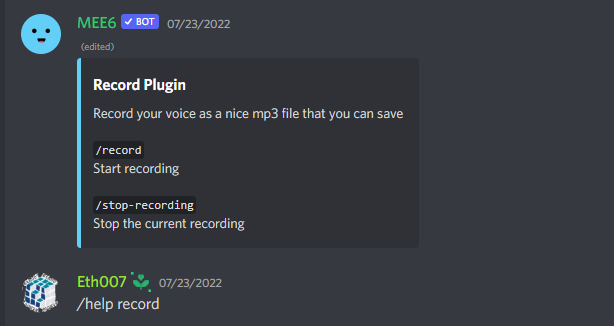 MEE6 ✓ BOT 07/23/2022
(edited)
Record Plugin
Record your voice as a nice mp3 file that you can save
/record
Start recording
/stop-recording
Stop the current recording
Eth007 07/23/2022
/help record